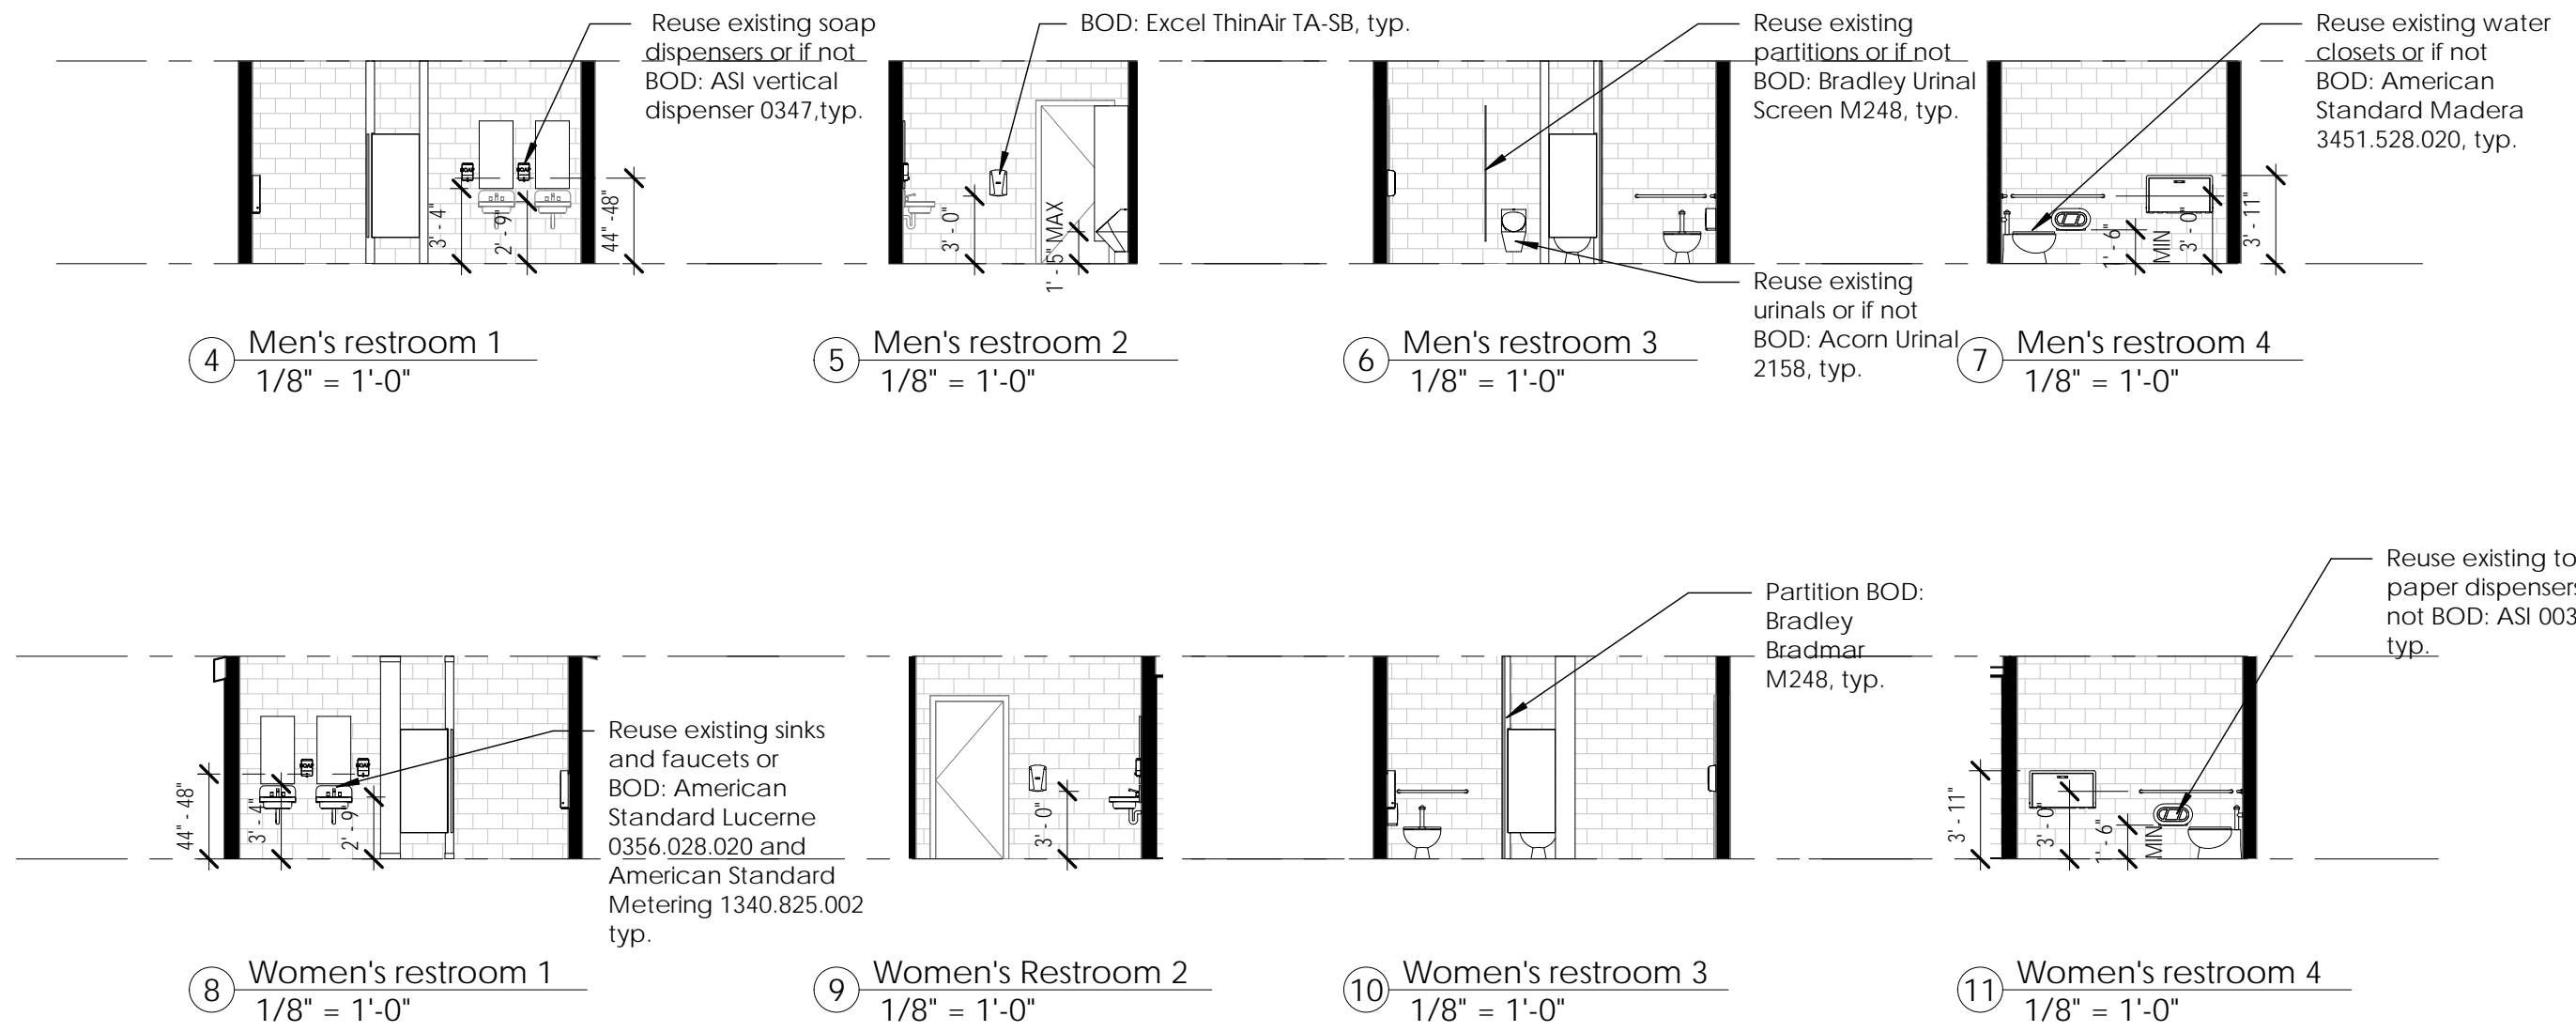 Reuse existing soap
dispensers or if not
BOD: ASI vertical
dispenser 0347,typ.
BOD: Excel ThinAir TA-SB, typ.
Reuse existing
partitions or if not
BOD: Bradley Urinal
Screen M248, typ.
Reuse existing water
closets or if not
BOD: American
Standard Madera
3451.528.020, typ.
SOAP
SOAP
3' - 4"
2' - 9"
44" -48"
3' - 0"
1' - 5" MAX
1' - 6"
MIN
3' - 0"
3' - 11"
Reuse existing
urinals or if not
BOD: Acorn Urinal
2158, typ.
4
Men's restroom 1
1/8" = 1'-0"
5
Men's restroom 2
1/8" = 1'-0"
6
Men's restroom 3
1/8" = 1'-0"
7
Men's restroom 4
1/8" = 1'-0"
Reuse existing sinks
and faucets or
BOD: American
Standard Lucerne
0356.028.020 and
American Standard
Metering 1340.825.002
typ.
Partition BOD:
Bradley
Bradmar
M248, typ.
Reuse existing to
paper dispensers
not BOD: ASI 003
typ.
SOAP
SOAP
44" - 48"
3' - 4"
2' - 9"
3' - 0"
3' - 11"
3' - 0"
1' - 6"
MIN
8
Women's restroom 1
1/8" = 1'-0"
9
Women's Restroom 2
1/8" = 1'-0"
10
Women's restroom 3
1/8" = 1'-0"
11
Women's restroom 4
1/8" = 1'-0"